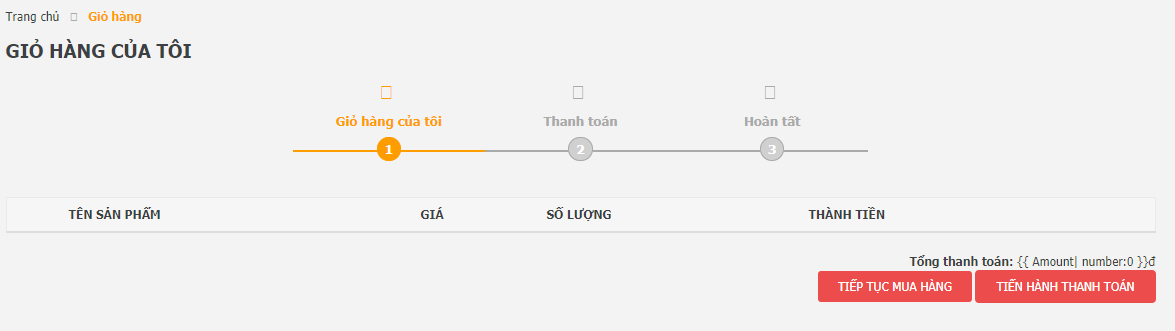 Trang chủ Giỏ hàng
GIỎ HÀNG CỦA TÔI
Giỏ hàng của tôi Thanh toán Hoàn tất
1 2 3
TÊN SẢN PHẨM GIÁ SỐ LƯỢNG THÀNH TIỀN
Tổng thanh toán: {{ Amount| number:0 }}đ
TIẾP TỤC MUA HÀNG TIẾN HÀNH THANH TOÁN